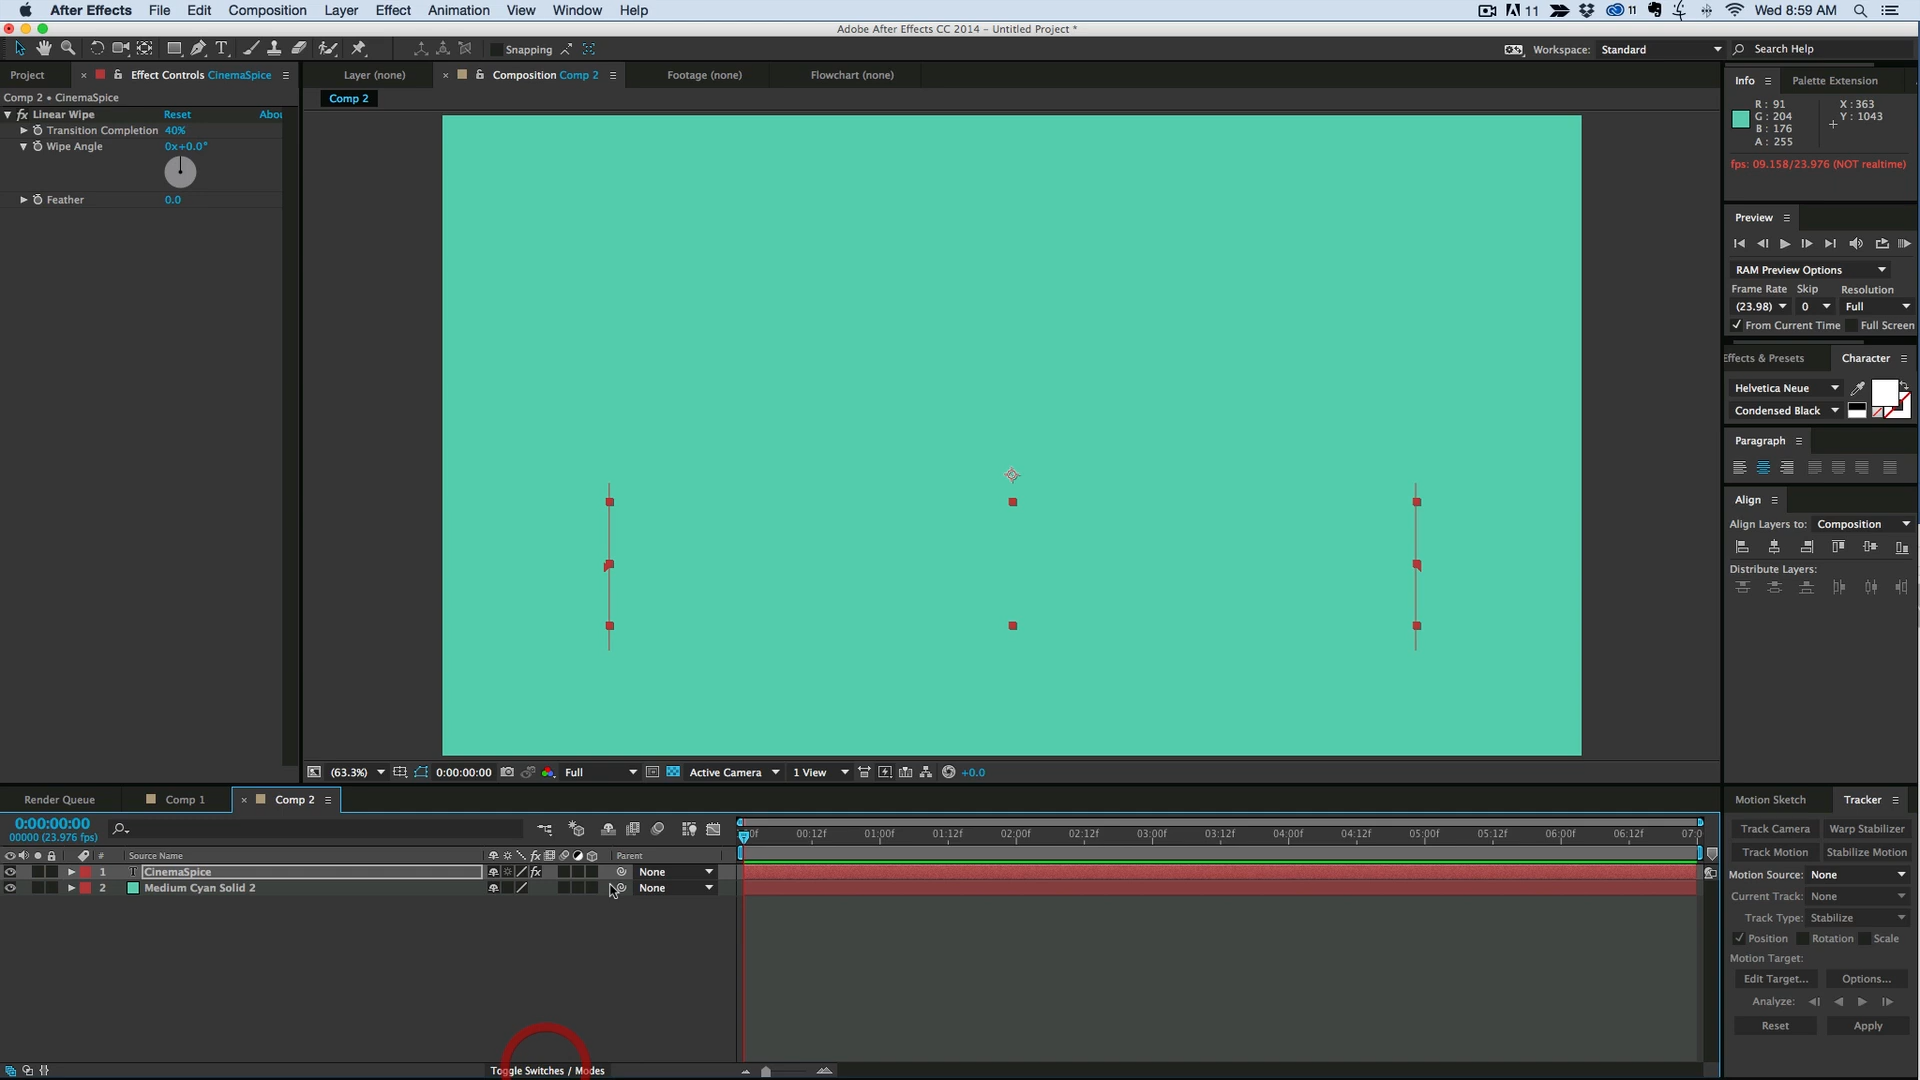 After Effects File Edit Composition Layer Effect Animation View Window Help 11 11 Wed 8:59 AM
Adobe After Effects CC 2014 - Untitled Project *
T Snapping Workspace: Standard Search Help
Project × Effect Controls CinemaSpice
Layer (none) × Composition Comp 2 Footage (none) Flowchart (none)
Info Palette Extension
Comp 2 • CinemaSpice
Comp 2
fx Linear Wipe Reset Abou
Transition Completion 40%
Wipe Angle 0x+0.0°
Feather 0.0
R: 91 X: 363
G: 204 Y: 1043
B: 176
A: 255
fps: 09.158/23.976 (NOT realtime)
Preview
RAM Preview Options
Frame Rate Skip Resolution
(23.98) 0 Full
From Current Time Full Screen
Effects & Presets Character
Helvetica Neue
Condensed Black
Paragraph
Align
Align Layers to: Composition
Distribute Layers:
(63.3%) 0:00:00:00 Full Active Camera 1 View +0.0
Render Queue Comp 1 × Comp 2
0:00:00:00
00000 (23.976 fps)
0f 00:12f 01:00f 01:12f 02:00f 02:12f 03:00f 03:12f 04:00f 04:12f 05:00f 05:12f 06:00f 06:12f 07:0
# Source Name fx Parent
1 T CinemaSpice fx None
2 Medium Cyan Solid 2 None
Motion Sketch Tracker
Track Camera Warp Stabilizer
Track Motion Stabilize Motion
Motion Source: None
Current Track: None
Track Type: Stabilize
Position Rotation Scale
Motion Target:
Edit Target... Options...
Analyze:
Reset Apply
Toggle Switches / Modes